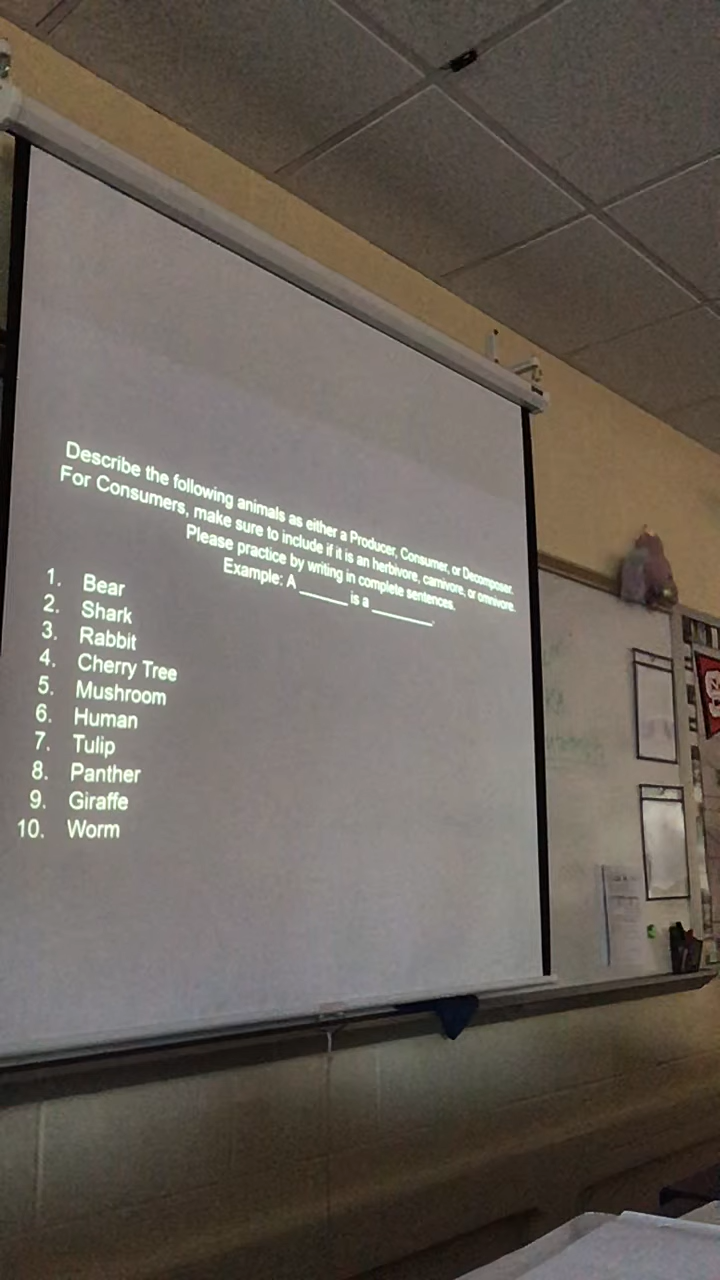 Describe the following animals as either a Producer, Consumer, or Decomposer.
For Consumers, make sure to include if it is an herbivore, carnivore, or omnivore.
Please practice by writing in complete sentences.
Example: A ______ is a ________.
1. Bear
2. Shark
3. Rabbit
4. Cherry Tree
5. Mushroom
6. Human
7. Tulip
8. Panther
9. Giraffe
10. Worm